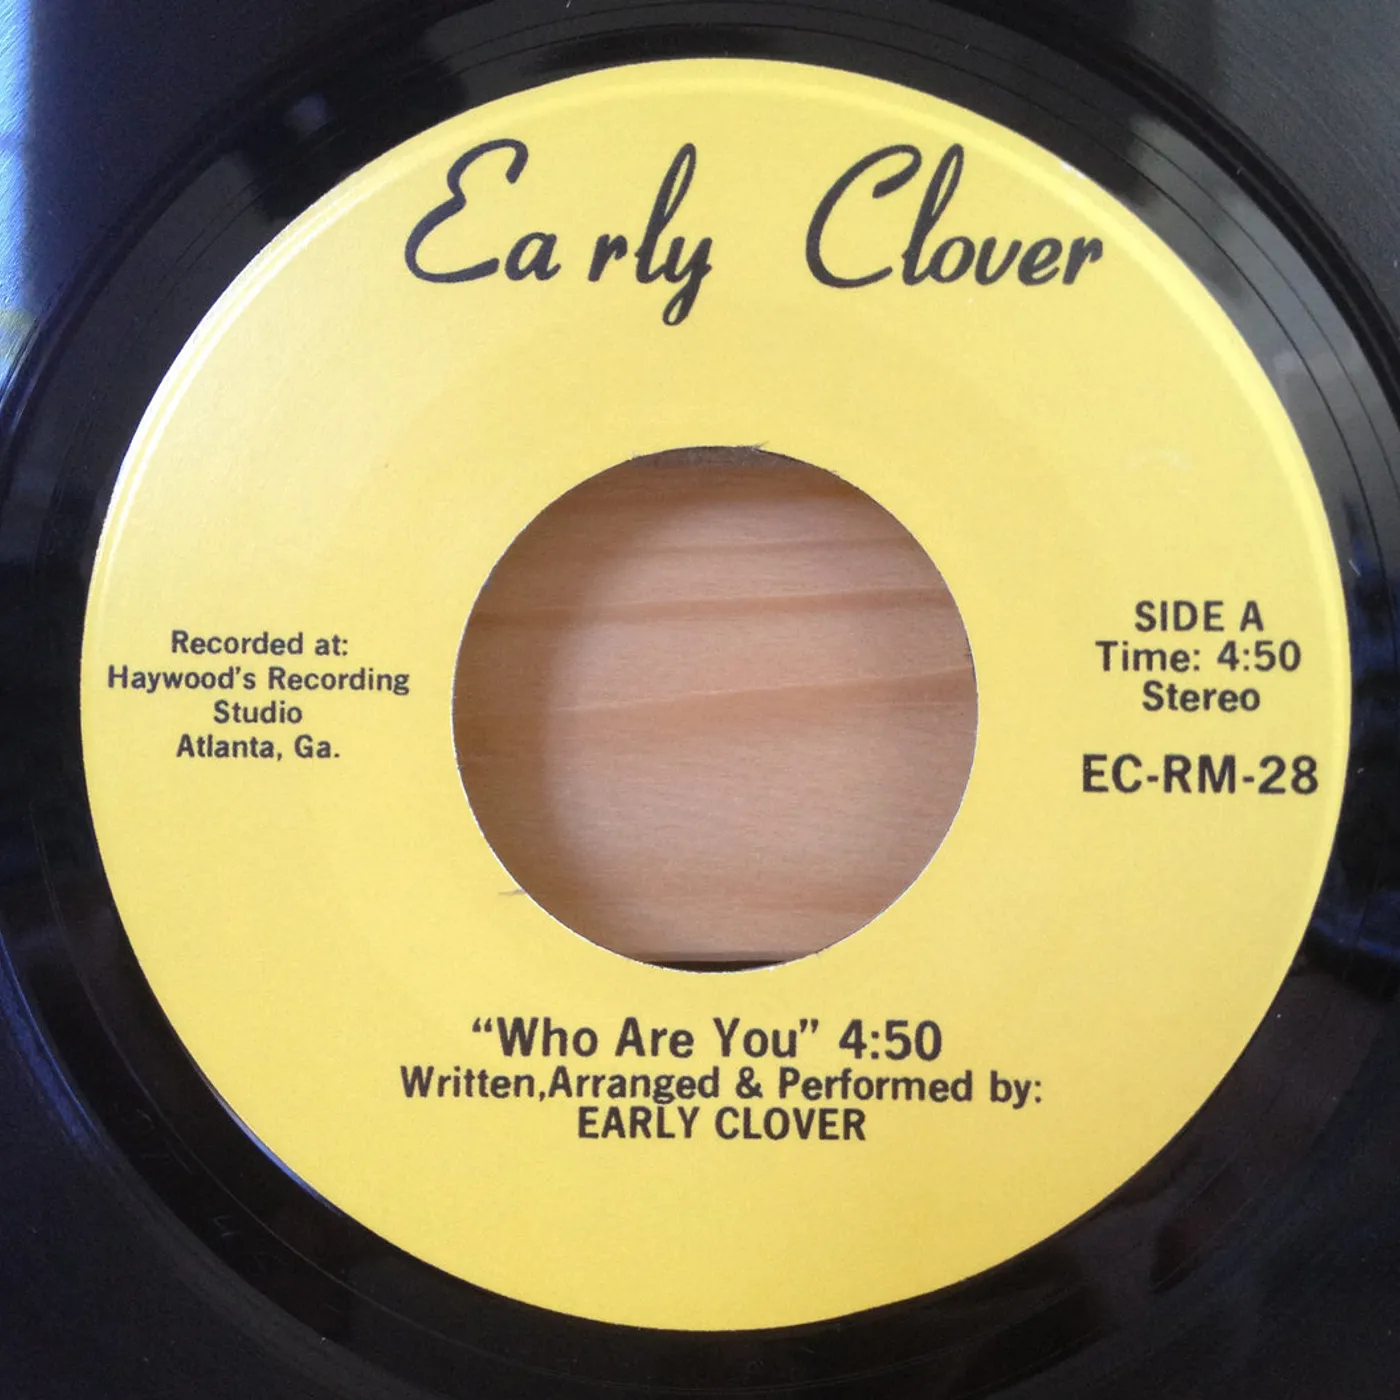 Early Clover
Recorded at:
Haywood's Recording
Studio
Atlanta, Ga.
SIDE A
Time: 4:50
Stereo
EC-RM-28
“Who Are You” 4:50
Written,Arranged & Performed by:
EARLY CLOVER